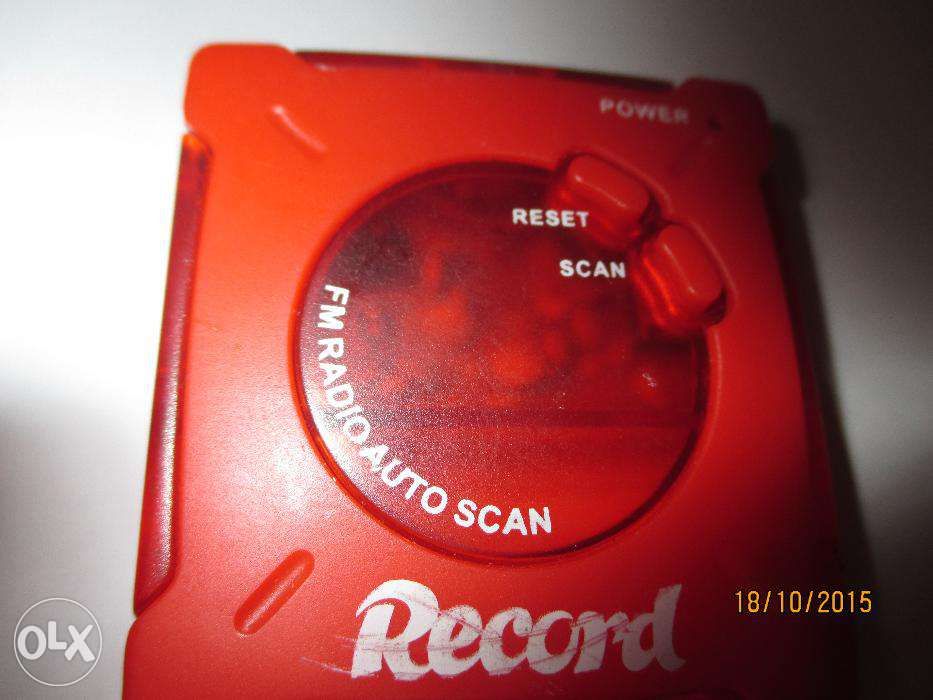 POWER
RESET
SCAN
FM RADIO AUTO SCAN
Record
18/10/2015
OLX